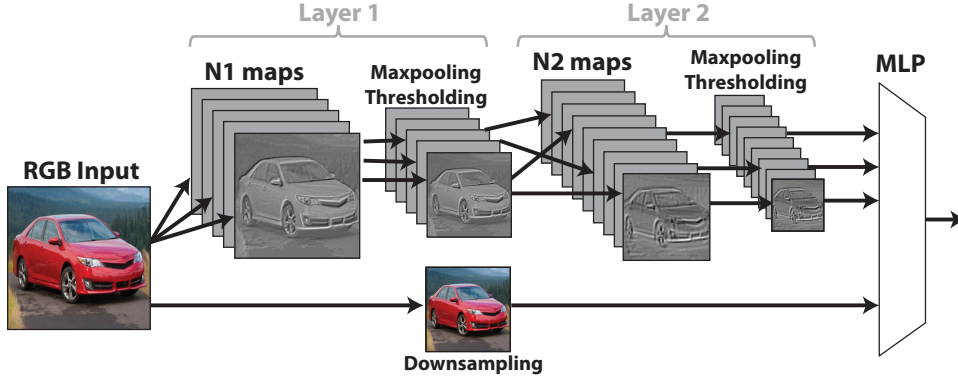 Layer 1
Layer 2
N1 maps
Maxpooling
Thresholding
N2 maps
Maxpooling
Thresholding
MLP
RGB Input
Downsampling